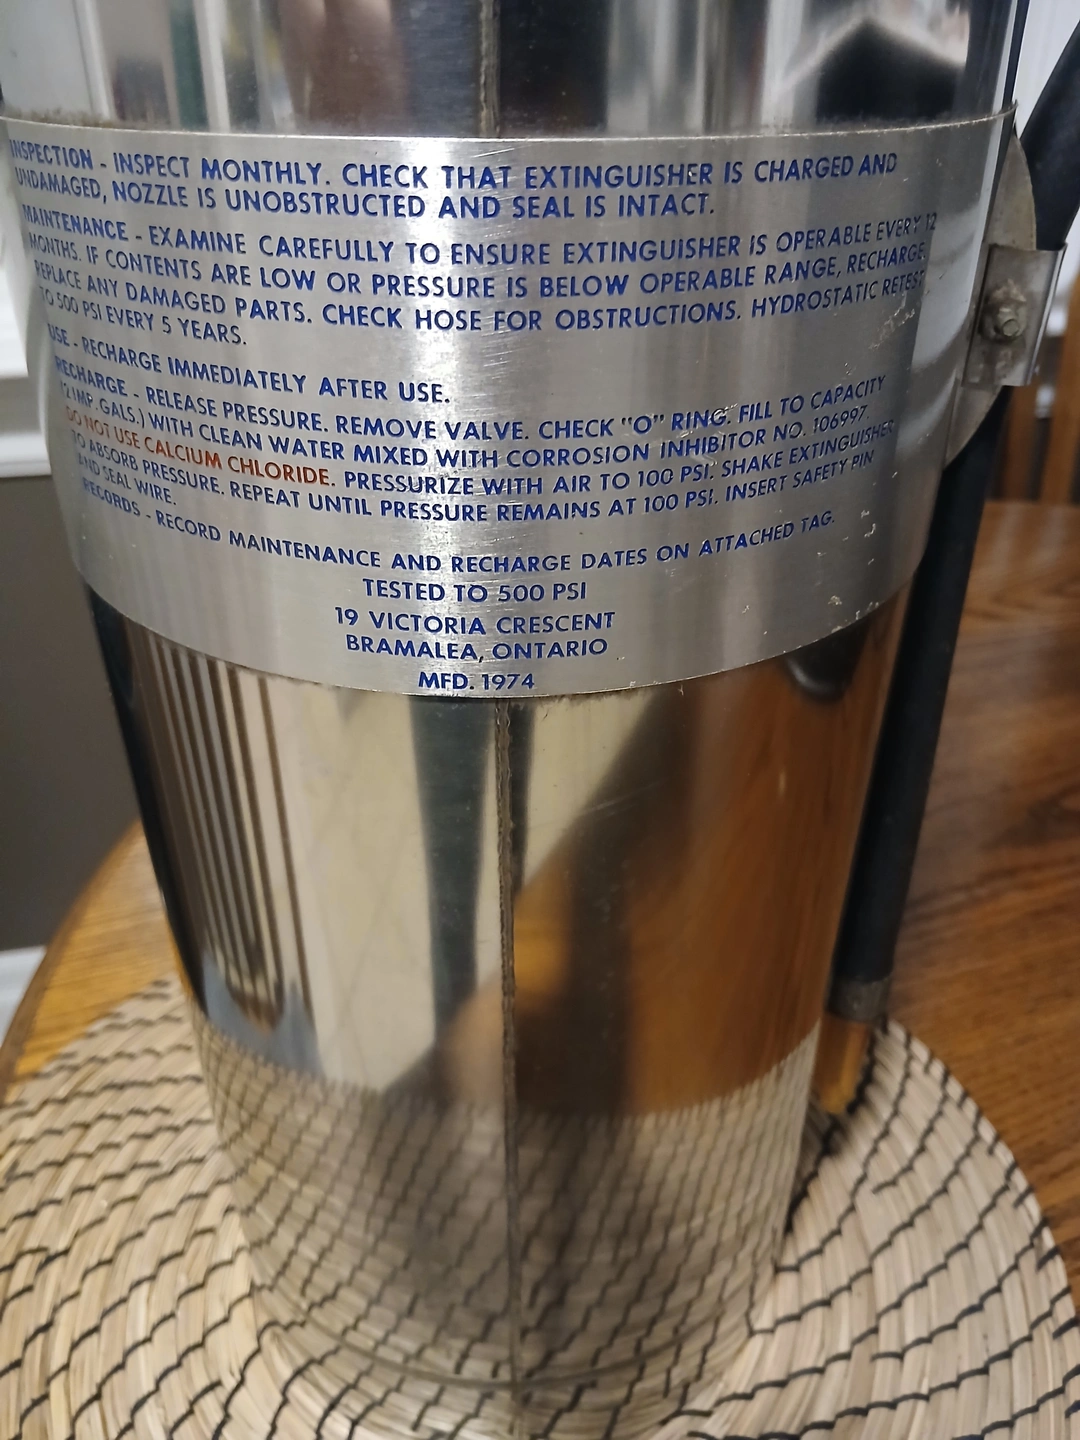 INSPECTION - INSPECT MONTHLY. CHECK THAT EXTINGUISHER IS CHARGED AND
UNDAMAGED, NOZZLE IS UNOBSTRUCTED AND SEAL IS INTACT.
MAINTENANCE - EXAMINE CAREFULLY TO ENSURE EXTINGUISHER IS OPERABLE EVERY 12
MONTHS. IF CONTENTS ARE LOW OR PRESSURE IS BELOW OPERABLE RANGE, RECHARGE.
REPLACE ANY DAMAGED PARTS. CHECK HOSE FOR OBSTRUCTIONS. HYDROSTATIC RETEST
TO 500 PSI EVERY 5 YEARS.
USE - RECHARGE IMMEDIATELY AFTER USE.
RECHARGE - RELEASE PRESSURE. REMOVE VALVE. CHECK "O" RING. FILL TO CAPACITY
(2 IMP. GALS.) WITH CLEAN WATER MIXED WITH CORROSION INHIBITOR NO. 106997.
DO NOT USE CALCIUM CHLORIDE. PRESSURIZE WITH AIR TO 100 PSI. SHAKE EXTINGUISHER
TO ABSORB PRESSURE. REPEAT UNTIL PRESSURE REMAINS AT 100 PSI. INSERT SAFETY PIN
AND SEAL WIRE.
RECORDS - RECORD MAINTENANCE AND RECHARGE DATES ON ATTACHED TAG.
TESTED TO 500 PSI
19 VICTORIA CRESCENT
BRAMALEA, ONTARIO
MFD. 1974